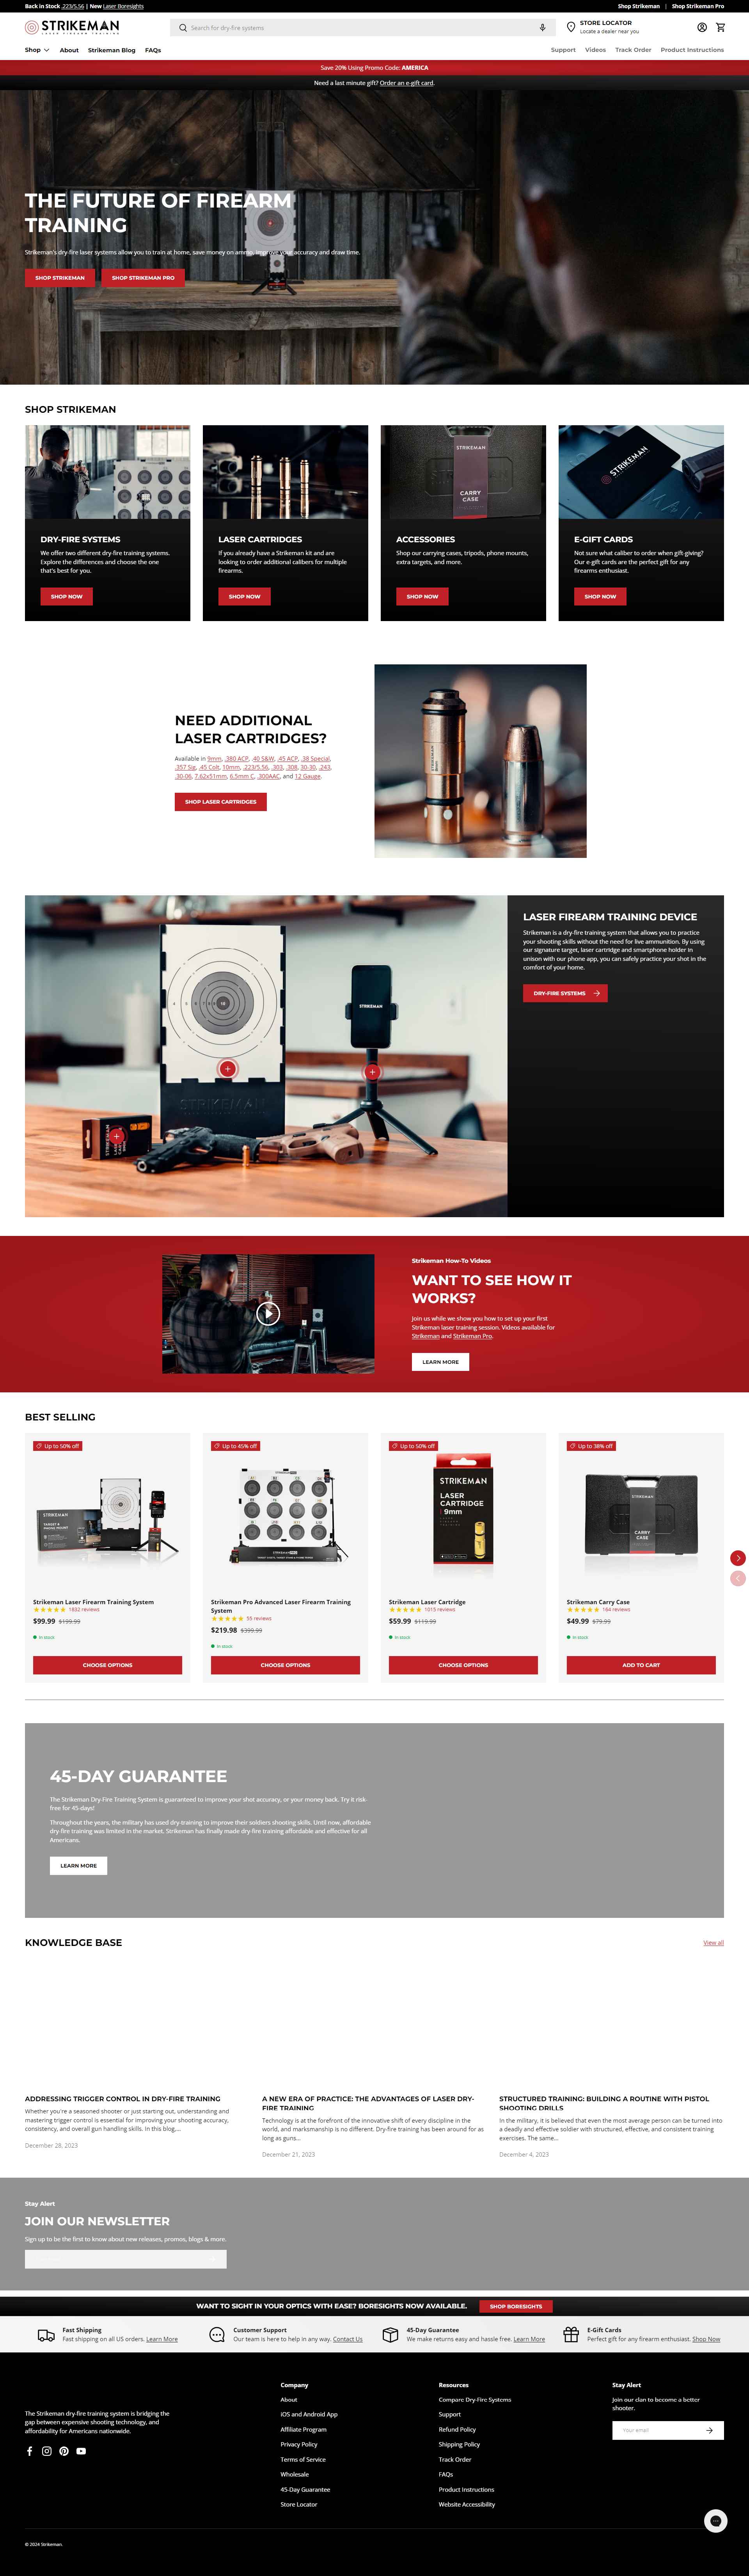 Back in Stock .223/5.56 | New Laser Boresights
Shop Strikeman | Shop Strikeman Pro
STRIKEMAN
DRY-FIRE TRAINING
Search for dry-fire systems
STORE LOCATOR
Locate a dealer near you
Shop About Strikeman Blog FAQs
Support Videos Track Order Product Instructions
Save 20% Using Promo Code: AMERICA
Need a last minute gift? Order an e-gift card.
THE FUTURE OF FIREARM
TRAINING
Strikeman's dry-fire laser systems allow you to train at home, save money on ammo, improve your accuracy and draw time.
SHOP STRIKEMAN
SHOP STRIKEMAN PRO
SHOP STRIKEMAN
DRY-FIRE SYSTEMS
We offer two different dry-fire training systems.
Explore the differences and choose the one
that's best for you.
SHOP NOW
LASER CARTRIDGES
If you already have a Strikeman kit and are
looking to order additional calibers for multiple
firearms.
SHOP NOW
STRIKEMAN
CARRY
CASE
ACCESSORIES
Shop our carrying cases, tripods, phone mounts,
extra targets, and more.
SHOP NOW
STRIKEMAN
E-GIFT CARDS
Not sure what caliber to order when gift-giving?
Our e-gift cards are the perfect gift for any
firearms enthusiast.
SHOP NOW
NEED ADDITIONAL
LASER CARTRIDGES?
Available in 9mm, .380 ACP, .40 S&W, .45 ACP, .38 Special,
.357 Sig, .45 Colt, 10mm, .223/5.56, .303, .308, 30-30, .243,
.30-06, 7.62x51mm, 6.5mm C, .300AAC, and 12 Gauge.
SHOP LASER CARTRIDGES
STRIKEMAN
STRIKEMAN
STRIKEMAN
LASER FIREARM TRAINING DEVICE
Strikeman is a dry-fire training system that allows you to practice
your shooting skills without the need for live ammunition. By using
our signature target, laser cartridge and smartphone holder in
unison with our phone app, you can safely practice your shot in the
comfort of your home.
DRY-FIRE SYSTEMS
Strikeman How-To Videos
WANT TO SEE HOW IT
WORKS?
Join us while we show you how to set up your first
Strikeman laser training session. Videos available for
Strikeman and Strikeman Pro.
LEARN MORE
BEST SELLING
Up to 50% off
STRIKEMAN
Strikeman Laser Firearm Training System
1832 reviews
$99.99 $199.99
In stock
CHOOSE OPTIONS
Up to 45% off
Strikeman Pro Advanced Laser Firearm Training
System
55 reviews
$219.98 $399.99
In stock
CHOOSE OPTIONS
Up to 50% off
STRIKEMAN
LASER
CARTRIDGE
9mm
Strikeman Laser Cartridge
1015 reviews
$59.99 $119.99
In stock
CHOOSE OPTIONS
Up to 38% off
STRIKEMAN
CARRY
CASE
Strikeman Carry Case
164 reviews
$49.99 $79.99
In stock
ADD TO CART
45-DAY GUARANTEE
The Strikeman Dry-Fire Training System is guaranteed to improve your shot accuracy, or your money back. Try it risk-
free for 45-days!
Throughout the years, the military has used dry-training to improve their soldiers shooting skills. Until now, affordable
dry-fire training was limited in the market. Strikeman has finally made dry-fire training affordable and effective for all
Americans.
LEARN MORE
KNOWLEDGE BASE
View all
ADDRESSING TRIGGER CONTROL IN DRY-FIRE TRAINING
Whether you're a seasoned shooter or just starting out, understanding and
mastering trigger control is essential for improving your shooting accuracy,
consistency, and overall gun handling skills. In this blog,...
December 28, 2023
A NEW ERA OF PRACTICE: THE ADVANTAGES OF LASER DRY-
FIRE TRAINING
Technology is at the forefront of the innovative shift of every discipline in the
world, and marksmanship is no different. Dry-fire training has been around for as
long as guns...
December 21, 2023
STRUCTURED TRAINING: BUILDING A ROUTINE WITH PISTOL
SHOOTING DRILLS
In the military, it is believed that even the most average person can be turned into
a deadly and effective soldier with structured, effective, and consistent training
exercises. The same...
December 4, 2023
Stay Alert
JOIN OUR NEWSLETTER
Sign up to be the first to know about new releases, promos, blogs & more.
WANT TO SIGHT IN YOUR OPTICS WITH EASE? BORESIGHTS NOW AVAILABLE.
SHOP BORESIGHTS
Fast Shipping
Fast shipping on all US orders. Learn More
Customer Support
Our team is here to help in any way. Contact Us
45-Day Guarantee
We make returns easy and hassle free. Learn More
E-Gift Cards
Perfect gift for any firearm enthusiast. Shop Now
The Strikeman dry-fire training system is bridging the
gap between expensive shooting technology, and
affordability for Americans nationwide.
Company
About
iOS and Android App
Affiliate Program
Privacy Policy
Terms of Service
Wholesale
45-Day Guarantee
Store Locator
Resources
Compare Dry-Fire Systems
Support
Refund Policy
Shipping Policy
Track Order
FAQs
Product Instructions
Website Accessibility
Stay Alert
Join our clan to become a better
shooter.
Your email
© 2024 Strikeman.